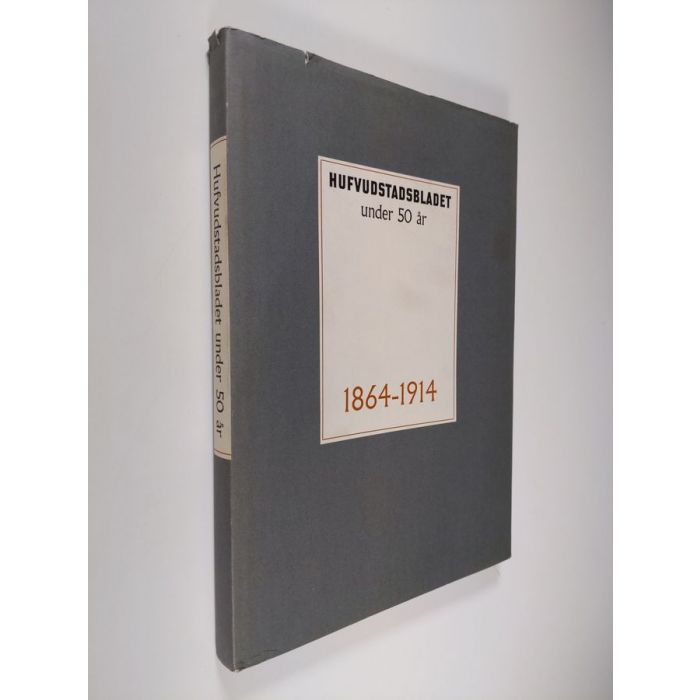 HUFVUDSTADSBLADET
under 50 år
1864-1914
Hufvudstadsbladet under 50 år